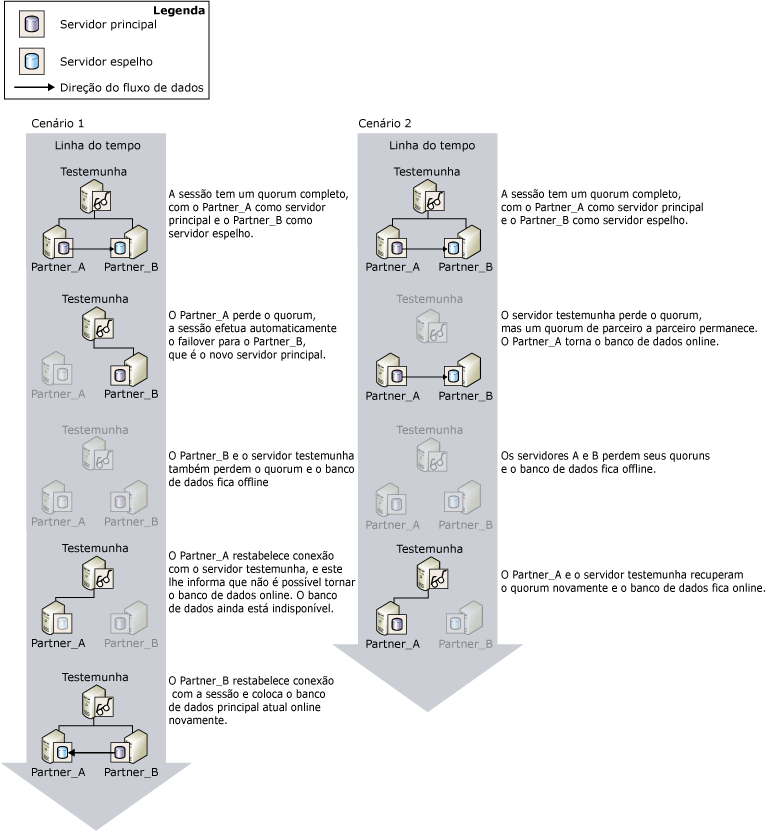 Legenda
Servidor principal
Servidor espelho
Direção do fluxo de dados
Cenário 1
Linha do tempo
Testemunha
Partner_A
Partner_B
A sessão tem um quorum completo,
com o Partner_A como servidor
principal e o Partner_B como
servidor espelho.
Testemunha
Partner_A
Partner_B
O Partner_A perde o quorum,
a sessão efetua automaticamente
o failover para o Partner_B,
que é o novo servidor principal.
Testemunha
Partner_A
Partner_B
O Partner_B e o servidor testemunha
também perdem o quorum e o banco
de dados fica offline
Testemunha
Partner_A
Partner_B
O Partner_A restabelece conexão
com o servidor testemunha, e este
lhe informa que não é possível tornar
o banco de dados online. O banco
de dados ainda está indisponível.
Testemunha
Partner_A
Partner_B
O Partner_B restabelece conexão
com a sessão e coloca o banco
de dados principal atual online
novamente.
Cenário 2
Linha do tempo
Testemunha
Partner_A
Partner_B
A sessão tem um quorum completo,
com o Partner_A como servidor principal
e o Partner_B como servidor espelho.
Testemunha
Partner_A
Partner_B
O servidor testemunha perde o quorum,
mas um quorum de parceiro a parceiro permanece.
O Partner_A torna o banco de dados online.
Testemunha
Partner_A
Partner_B
Os servidores A e B perdem seus quoruns
e o banco de dados fica offline.
Testemunha
Partner_A
Partner_B
O Partner_A e o servidor testemunha recuperam
o quorum novamente e o banco de dados fica online.